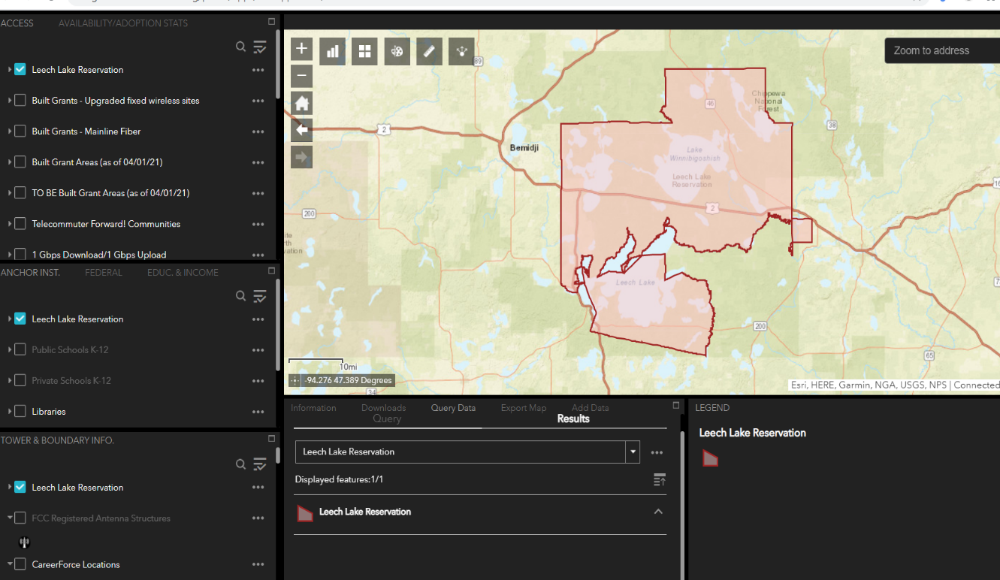 ACCESS
AVAILABILITY/ADOPTION STATS
Leech Lake Reservation
Built Grants - Upgraded fixed wireless sites
Built Grants - Mainline Fiber
Built Grant Areas (as of 04/01/21)
TO BE Built Grant Areas (as of 04/01/21)
Telecommuter Forward! Communities
1 Gbps Download/1 Gbps Upload
ANCHOR INST.
FEDERAL
EDUC. & INCOME
Leech Lake Reservation
Public Schools K-12
Private Schools K-12
Libraries
TOWER & BOUNDARY INFO.
Leech Lake Reservation
FCC Registered Antenna Structures
CareerForce Locations
Zoom to address
89
46
National
Forest
38
2
Bemidji
Lake
Winnibigoshish
Leech Lake
Reservation
2
200
Leech Lake
200
65
34
10mi
-94.276 47.389 Degrees
Esri, HERE, Garmin, NGA, USGS, NPS | Connected
Information
Downloads
Query Data
Export Map
Add Data
Query
Results
Leech Lake Reservation
Displayed features:1/1
Leech Lake Reservation
LEGEND
Leech Lake Reservation